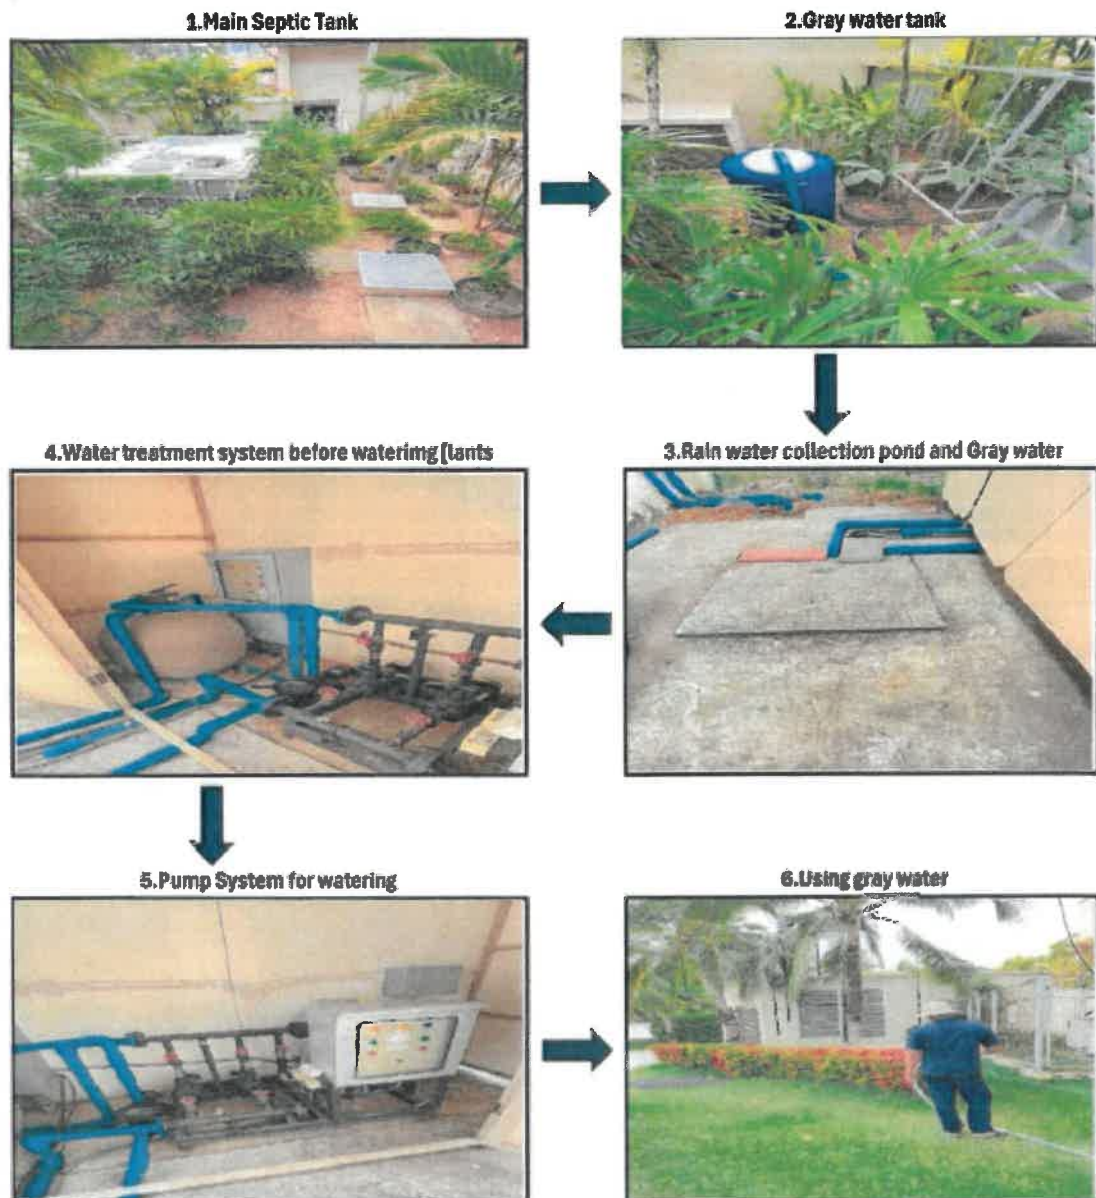 1.Main Septic Tank
2.Gray water tank
3.Rain water collection pond and Gray water
4.Water treatment system before waterimg [lants
5.Pump System for watering
6.Using gray water